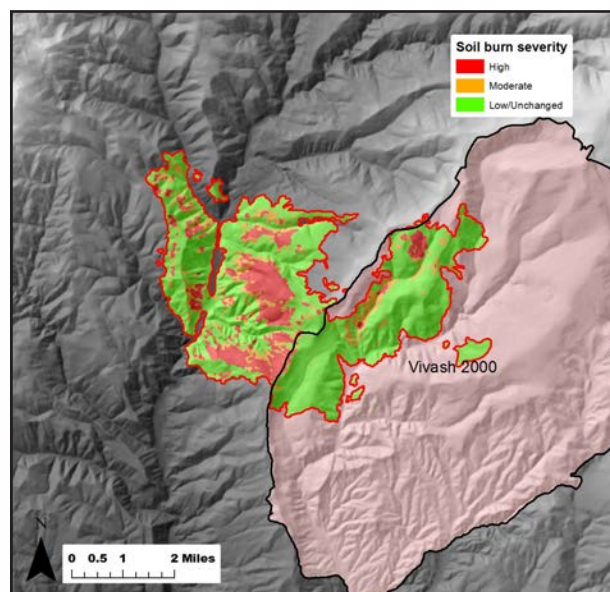 Soil burn severity
High
Moderate
Low/Unchanged
Vivash 2000
N
0 0.5 1 2 Miles